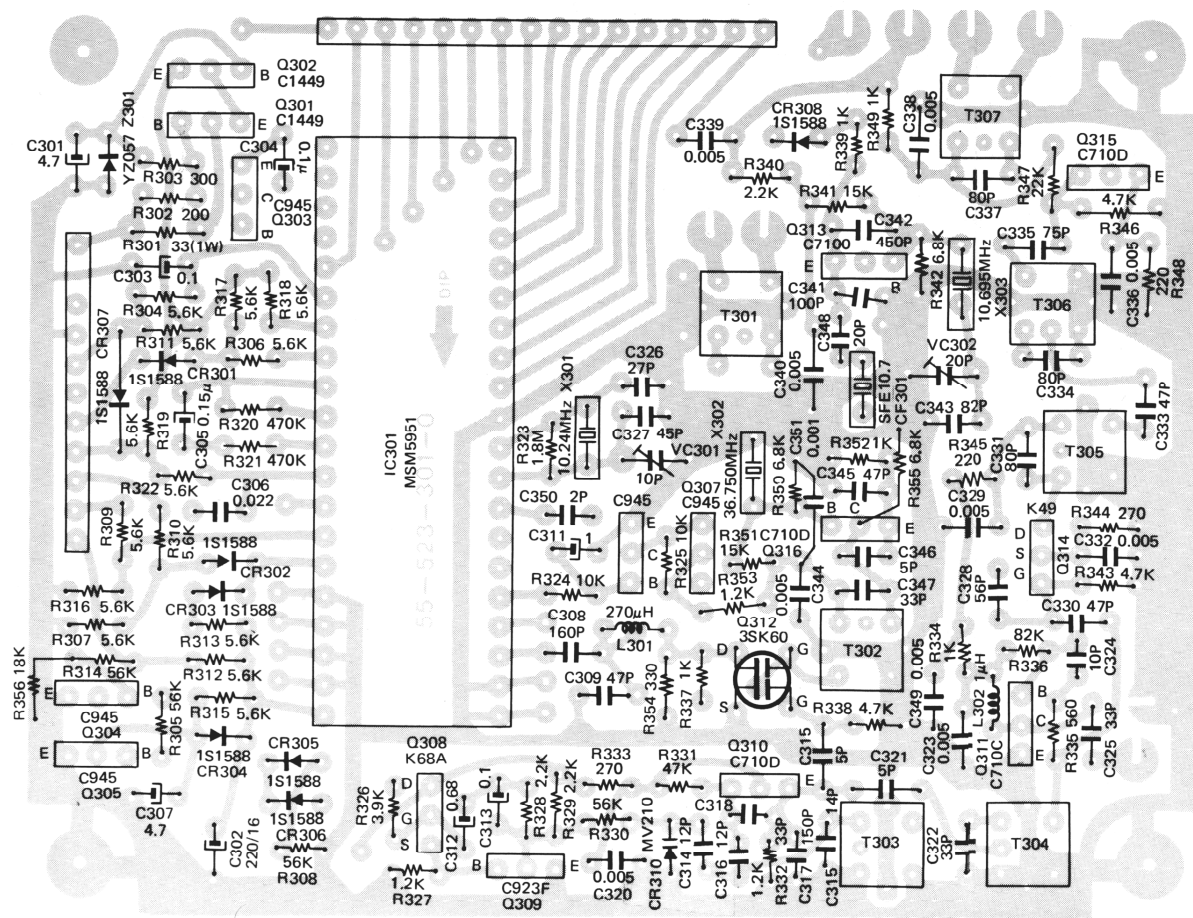 E
B
Q302
C1449
B
E
Q301
C1449
C301
4.7
YZ057 Z301
C304
0.1μ
E
C
B
C945
Q303
R303 300
R302 200
R301 33(1W)
C303
0.1
R304 5.6K
R311 5.6K
R317
5.6K
R318
5.6K
R306 5.6K
CR307
1S1588
1S1588
CR301
5.6K
R319
C305 0.15μ
R320 470K
R321 470K
R322 5.6K
C306
0.022
R309
5.6K
R310
5.6K
1S1588
CR302
R316 5.6K
CR303 1S1588
R307 5.6K
R313 5.6K
R314 56K
R312 5.6K
R356 18K
E
B
C945
Q304
R305 56K
R315 5.6K
E
B
C945
Q305
1S1588
CR304
CR305
1S1588
1S1588
CR306
C307
4.7
C302
220/16
56K
R308
IC301
MSM5951
DIP
55-523-301-0
C339
0.005
CR308
1S1588
R339 1K
R349 1K
C338
0.005
T307
Q315
C710D
E
R340
2.2K
R347
22K
80P
C337
4.7K
R346
R341 15K
Q313
C7100
C342
450P
E
B
R342 6.8K
10.695MHz
X303
C335 75P
C336 0.005
220
R348
T301
C341
100P
T306
C348
20P
C340
0.005
SFE10.7
CF301
VC302
20P
80P
C334
C326
27P
X301
10.24MHz
R323
1.8M
C327 45P
VC301
10P
X302
36.750MHz
C351
0.001
R350 6.8K
R352 1K
C345 47P
R355 6.8K
C343 82P
R345
220
C331
80P
T305
C333 47P
C350 2P
C311
1
C945
E
C
B
R325 10K
Q307
C945
R351
15K
C710D
Q316
B
C
E
C329
0.005
K49
D
S
G
Q314
R344 270
C332 0.005
R343 4.7K
C346
5P
C347
33P
R324 10K
R353
1.2K
0.005
C344
C328
56P
C330 47P
C308
160P
270μH
L301
Q312
3SK60
D
G
S
G
T302
R334
1K
82K
R336
10P
C324
C309 47P
R354 330
R337 1K
C349 0.005
L302 1μH
B
C
E
R335 560
33P
C325
R338 4.7K
C323
0.005
Q311
C710C
Q308
K68A
D
G
S
R326
3.9K
C312
0.68
C313
0.1
R328 2.2K
R329 2.2K
R333
270
R331
47K
Q310
C710D
E
C315
5P
C321
5P
56K
R330
MV210
CR310
C314 12P
C318
C316 12P
1.2K
R332 33P
C317 150P
C315
14P
T303
C322
33P
T304
1.2K
R327
B
E
C923F
Q309
0.005
C320